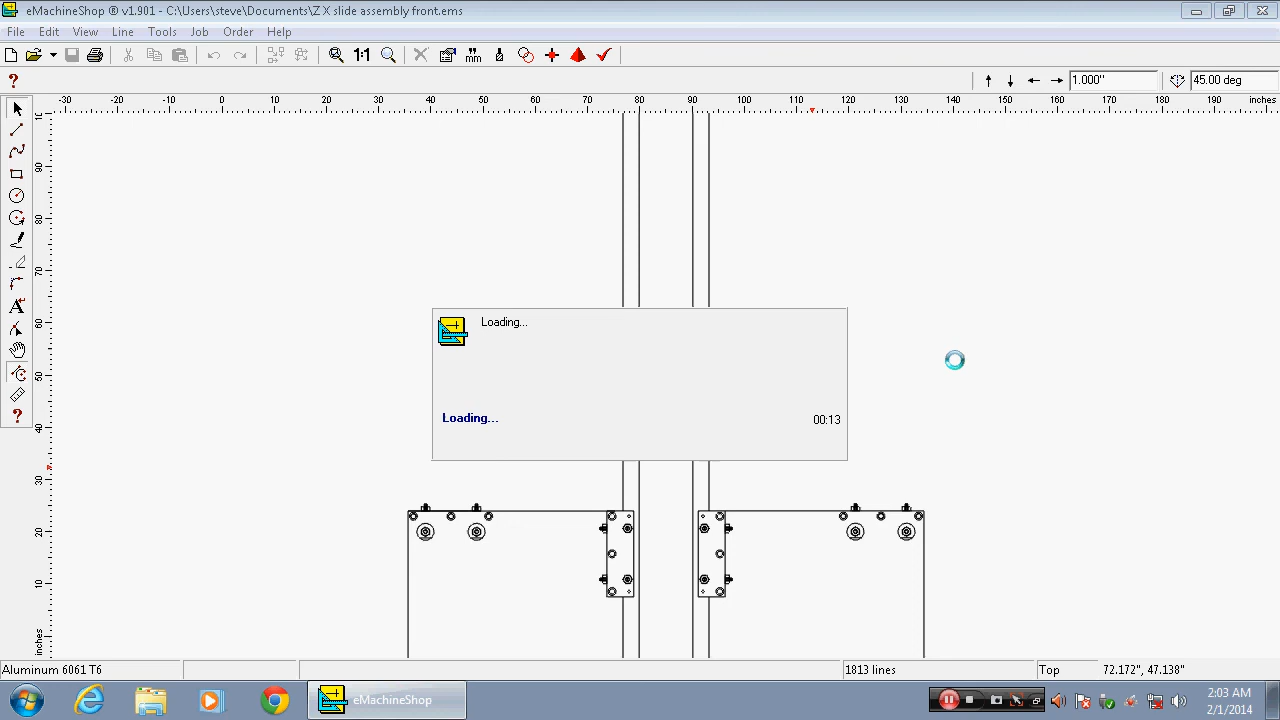 eMachineShop ® v1.901 - C:\Users\steve\Documents\Z X slide assembly front.ems
File Edit View Line Tools Job Order Help
1:1 mm
? 1.000" 45.00 deg
-30 -20 -10 0 10 20 30 40 50 60 70 80 90 100 110 120 130 140 150 160 170 180 190 inches
90
80
70
60
50
40
30
20
10
inches
A
?
Loading...
Loading... 00:13
Aluminum 6061 T6 1813 lines Top 72.172", 47.138"
eMachineShop
2:03 AM
2/1/2014